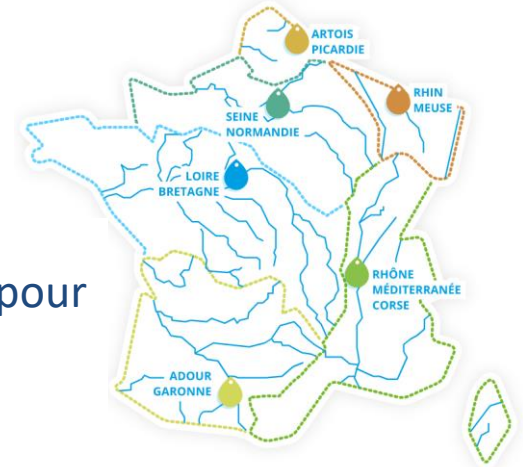 ARTOIS
PICARDIE
RHIN
MEUSE
SEINE
NORMANDIE
LOIRE
BRETAGNE
pour
RHÔNE
MÉDITERRANÉE
CORSE
ADOUR
GARONNE